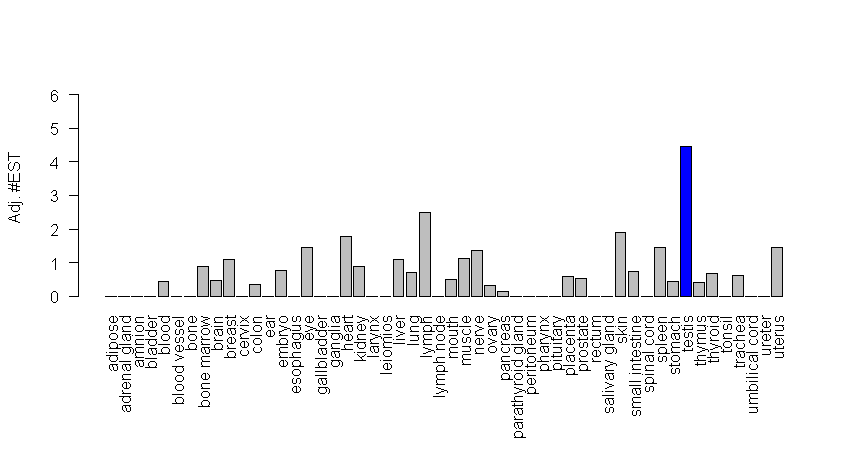 Adj. #EST
6
5
4
3
2
1
0
adipose
adrenal gland
amnion
bladder
blood
blood vessel
bone
bone marrow
brain
breast
cervix
colon
ear
embryo
esophagus
eye
gallbladder
ganglia
heart
kidney
larynx
leiomios
liver
lung
lymph
lymph node
mouth
muscle
nerve
ovary
pancreas
parathyroid gland
peritoneum
pharynx
pituitary
placenta
prostate
rectum
salivary gland
skin
small intestine
spinal cord
spleen
stomach
testis
thymus
thyroid
tonsil
trachea
umbilical cord
ureter
uterus